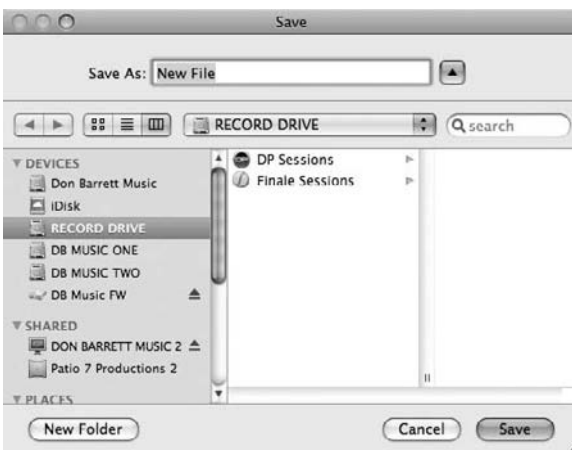 Save
Save As: New File
RECORD DRIVE
search
DEVICES
Don Barrett Music
iDisk
RECORD DRIVE
DB MUSIC ONE
DB MUSIC TWO
DB Music FW
SHARED
DON BARRETT MUSIC 2
Patio 7 Productions 2
PLACES
DP Sessions
Finale Sessions
New Folder
Cancel
Save